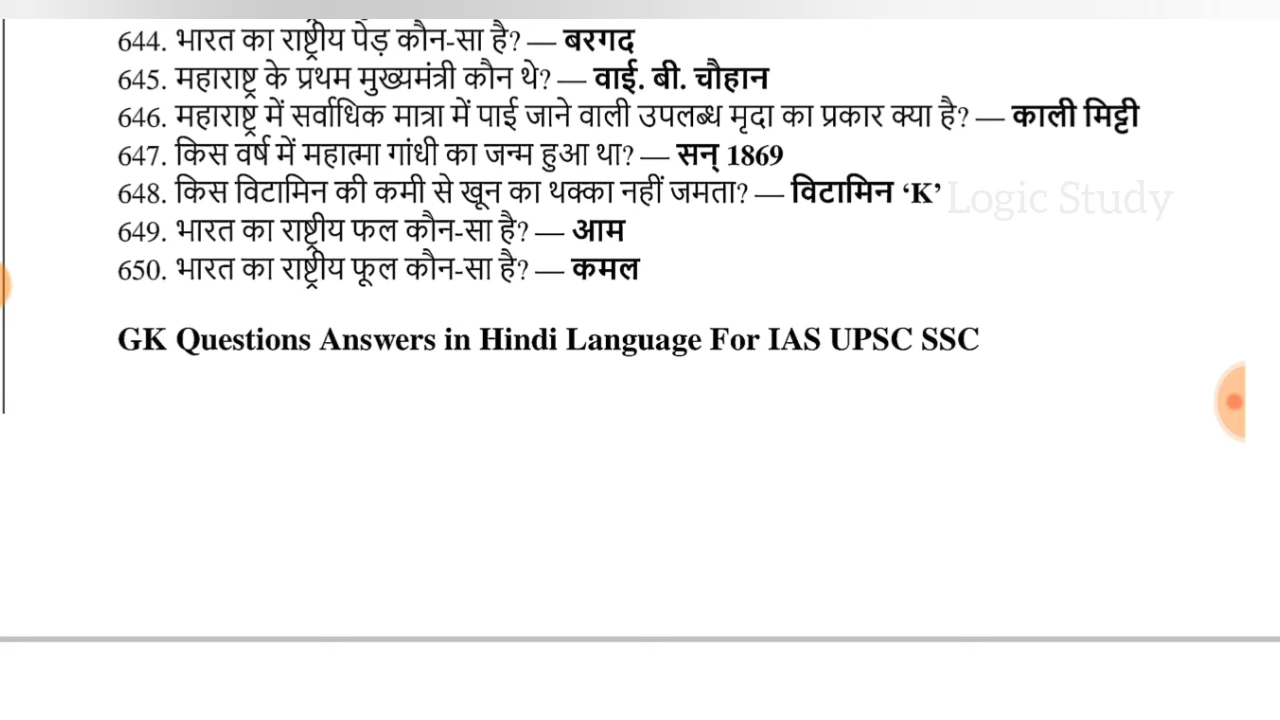 644. भारत का राष्ट्रीय पेड़ कौन-सा है? — बरगद
645. महाराष्ट्र के प्रथम मुख्यमंत्री कौन थे? — वाई. बी. चौहान
646. महाराष्ट्र में सर्वाधिक मात्रा में पाई जाने वाली उपलब्ध मृदा का प्रकार क्या है? — काली मिट्टी
647. किस वर्ष में महात्मा गांधी का जन्म हुआ था? — सन् 1869
648. किस विटामिन की कमी से खून का थक्का नहीं जमता? — विटामिन ‘K’ Logic Study
649. भारत का राष्ट्रीय फल कौन-सा है? — आम
650. भारत का राष्ट्रीय फूल कौन-सा है? — कमल
GK Questions Answers in Hindi Language For IAS UPSC SSC